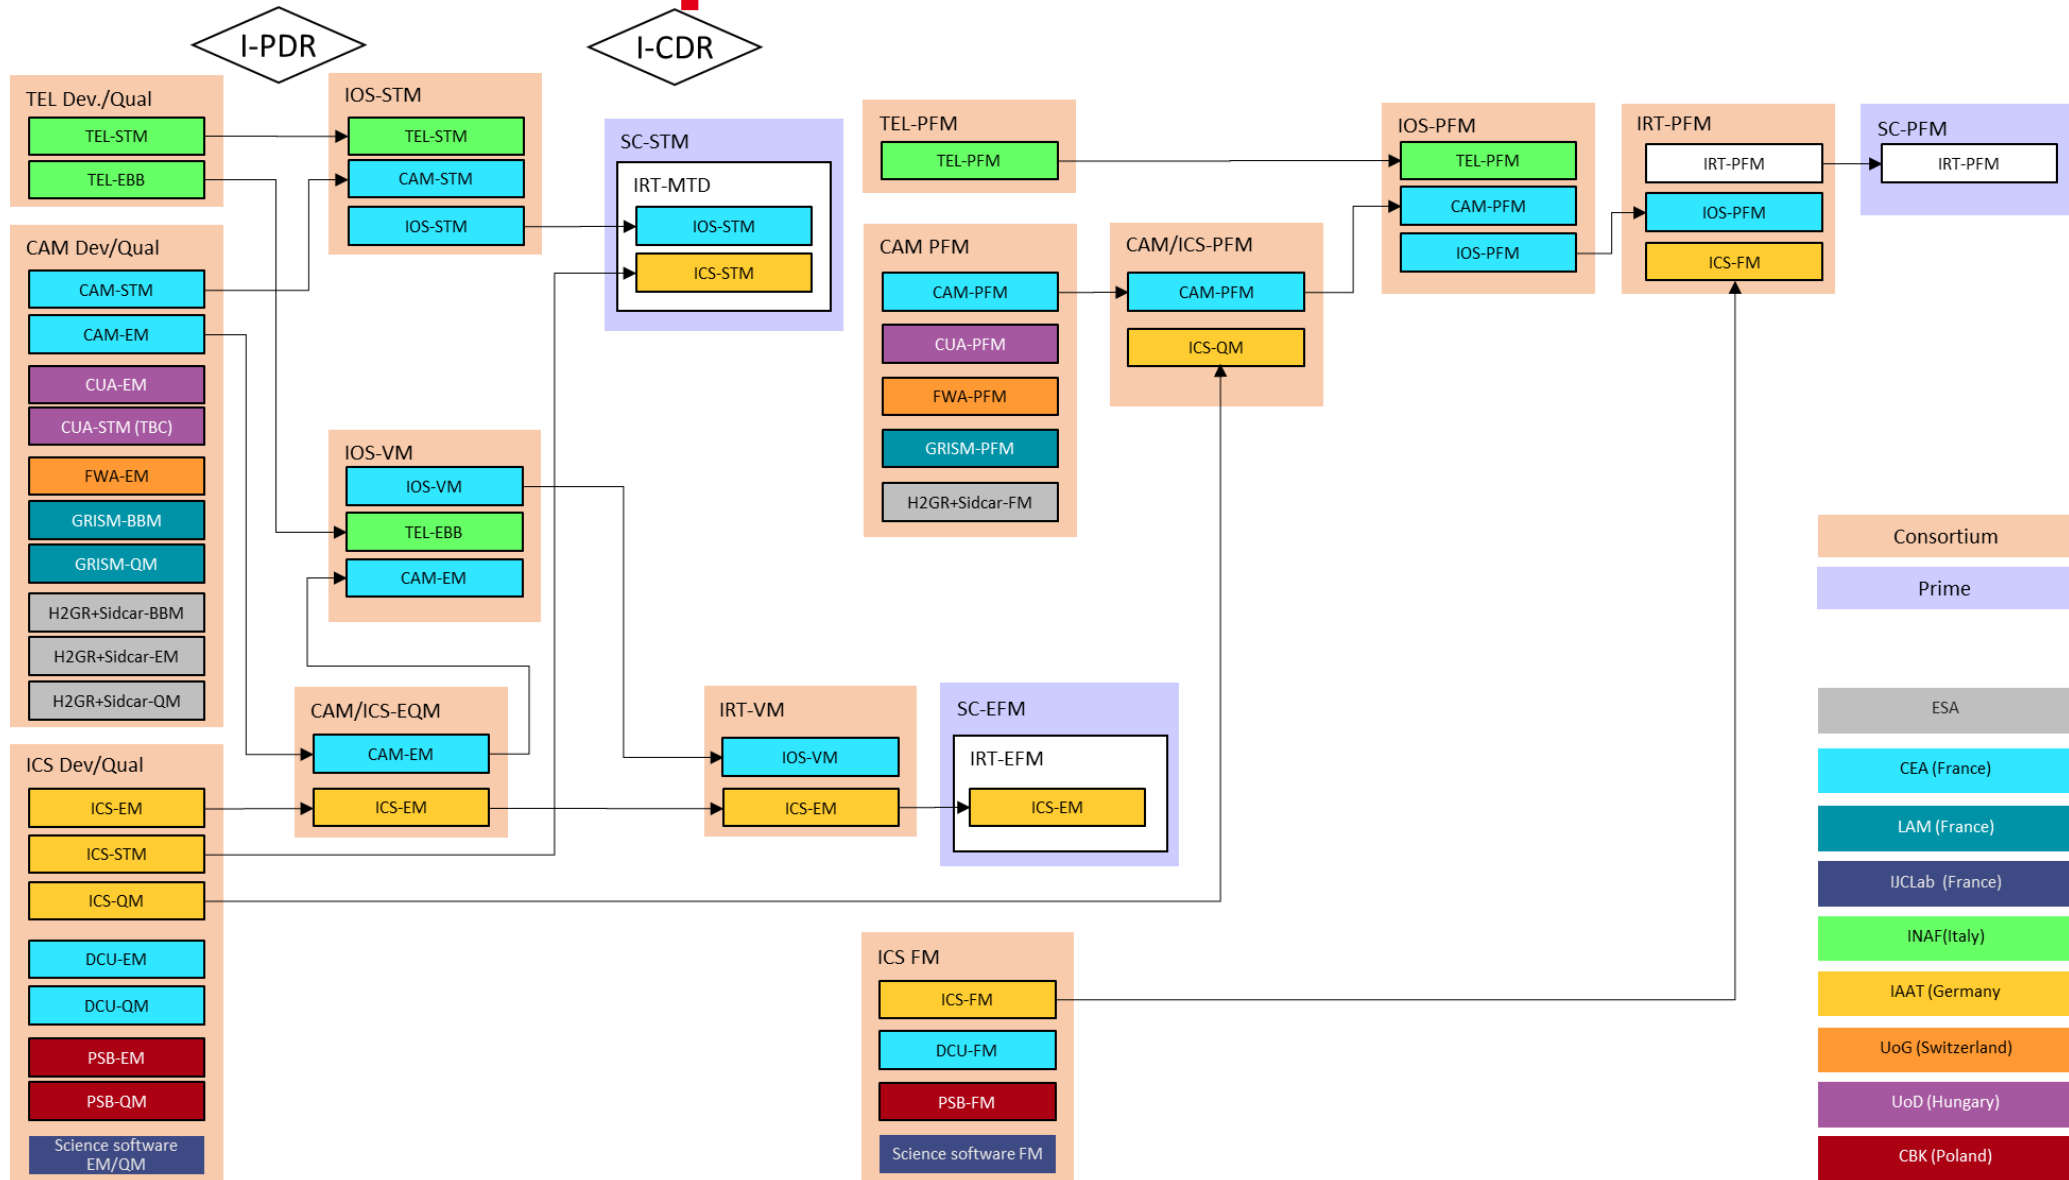 I-PDR
I-CDR
TEL Dev./Qual
TEL-STM
TEL-EBB
IOS-STM
TEL-STM
CAM-STM
IOS-STM
SC-STM
IRT-MTD
IOS-STM
ICS-STM
TEL-PFM
TEL-PFM
IOS-PFM
TEL-PFM
CAM-PFM
IOS-PFM
IRT-PFM
IRT-PFM
IOS-PFM
ICS-FM
SC-PFM
IRT-PFM
CAM Dev/Qual
CAM-STM
CAM-EM
CUA-EM
CUA-STM (TBC)
FWA-EM
GRISM-BBM
GRISM-QM
H2GR+Sidcar-BBM
H2GR+Sidcar-EM
H2GR+Sidcar-QM
CAM PFM
CAM-PFM
CUA-PFM
FWA-PFM
GRISM-PFM
H2GR+Sidcar-FM
CAM/ICS-PFM
CAM-PFM
ICS-QM
IOS-VM
IOS-VM
TEL-EBB
CAM-EM
CAM/ICS-EQM
CAM-EM
ICS-EM
IRT-VM
IOS-VM
ICS-EM
SC-EFM
IRT-EFM
ICS-EM
ICS Dev/Qual
ICS-EM
ICS-STM
ICS-QM
DCU-EM
DCU-QM
PSB-EM
PSB-QM
Science software
EM/QM
ICS FM
ICS-FM
DCU-FM
PSB-FM
Science software FM
Consortium
Prime
ESA
CEA (France)
LAM (France)
IJCLab (France)
INAF(Italy)
IAAT (Germany
UoG (Switzerland)
UoD (Hungary)
CBK (Poland)